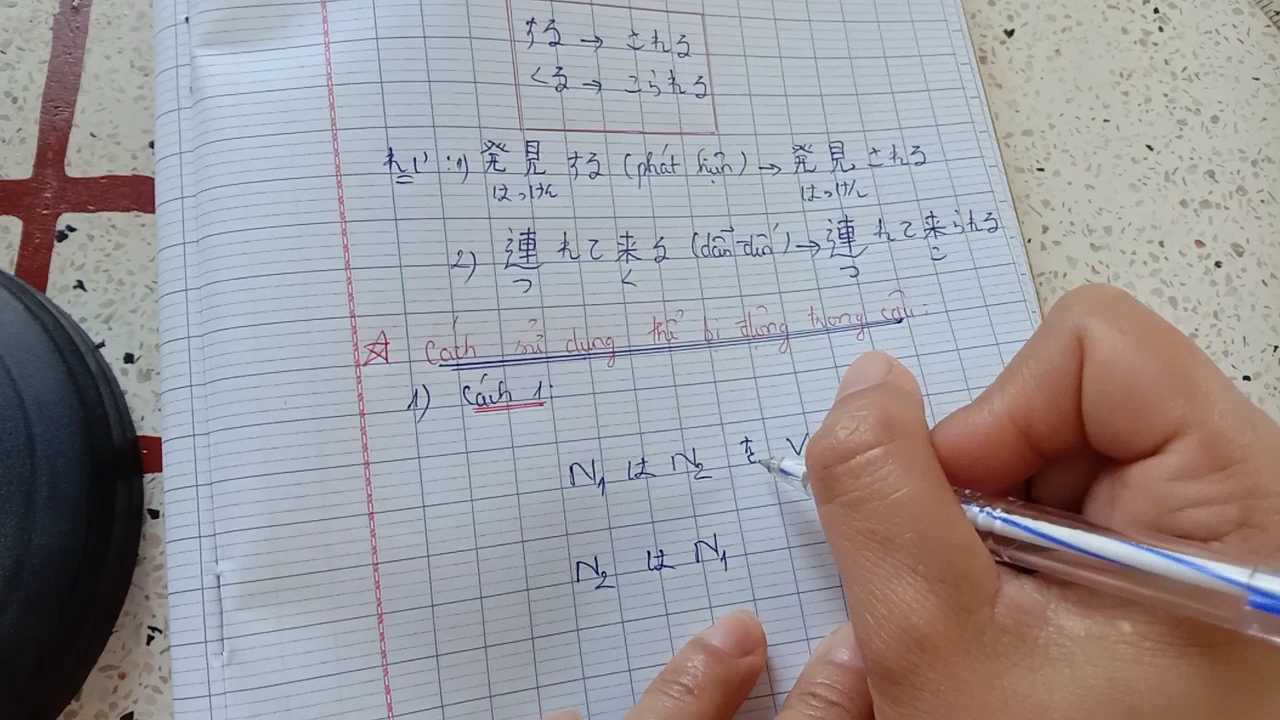 する → される
くる → こられる
れい : 1) 発見する (phát hiện) → 発見される
はっけん はっけん
2) 連れて来る (dẫn dắt) → 連れて来られる
つ く つ こ
☆ Cách sử dụng thể bị động trong câu:
1) Cách 1:
N1 は N2 を V
N2 は N1